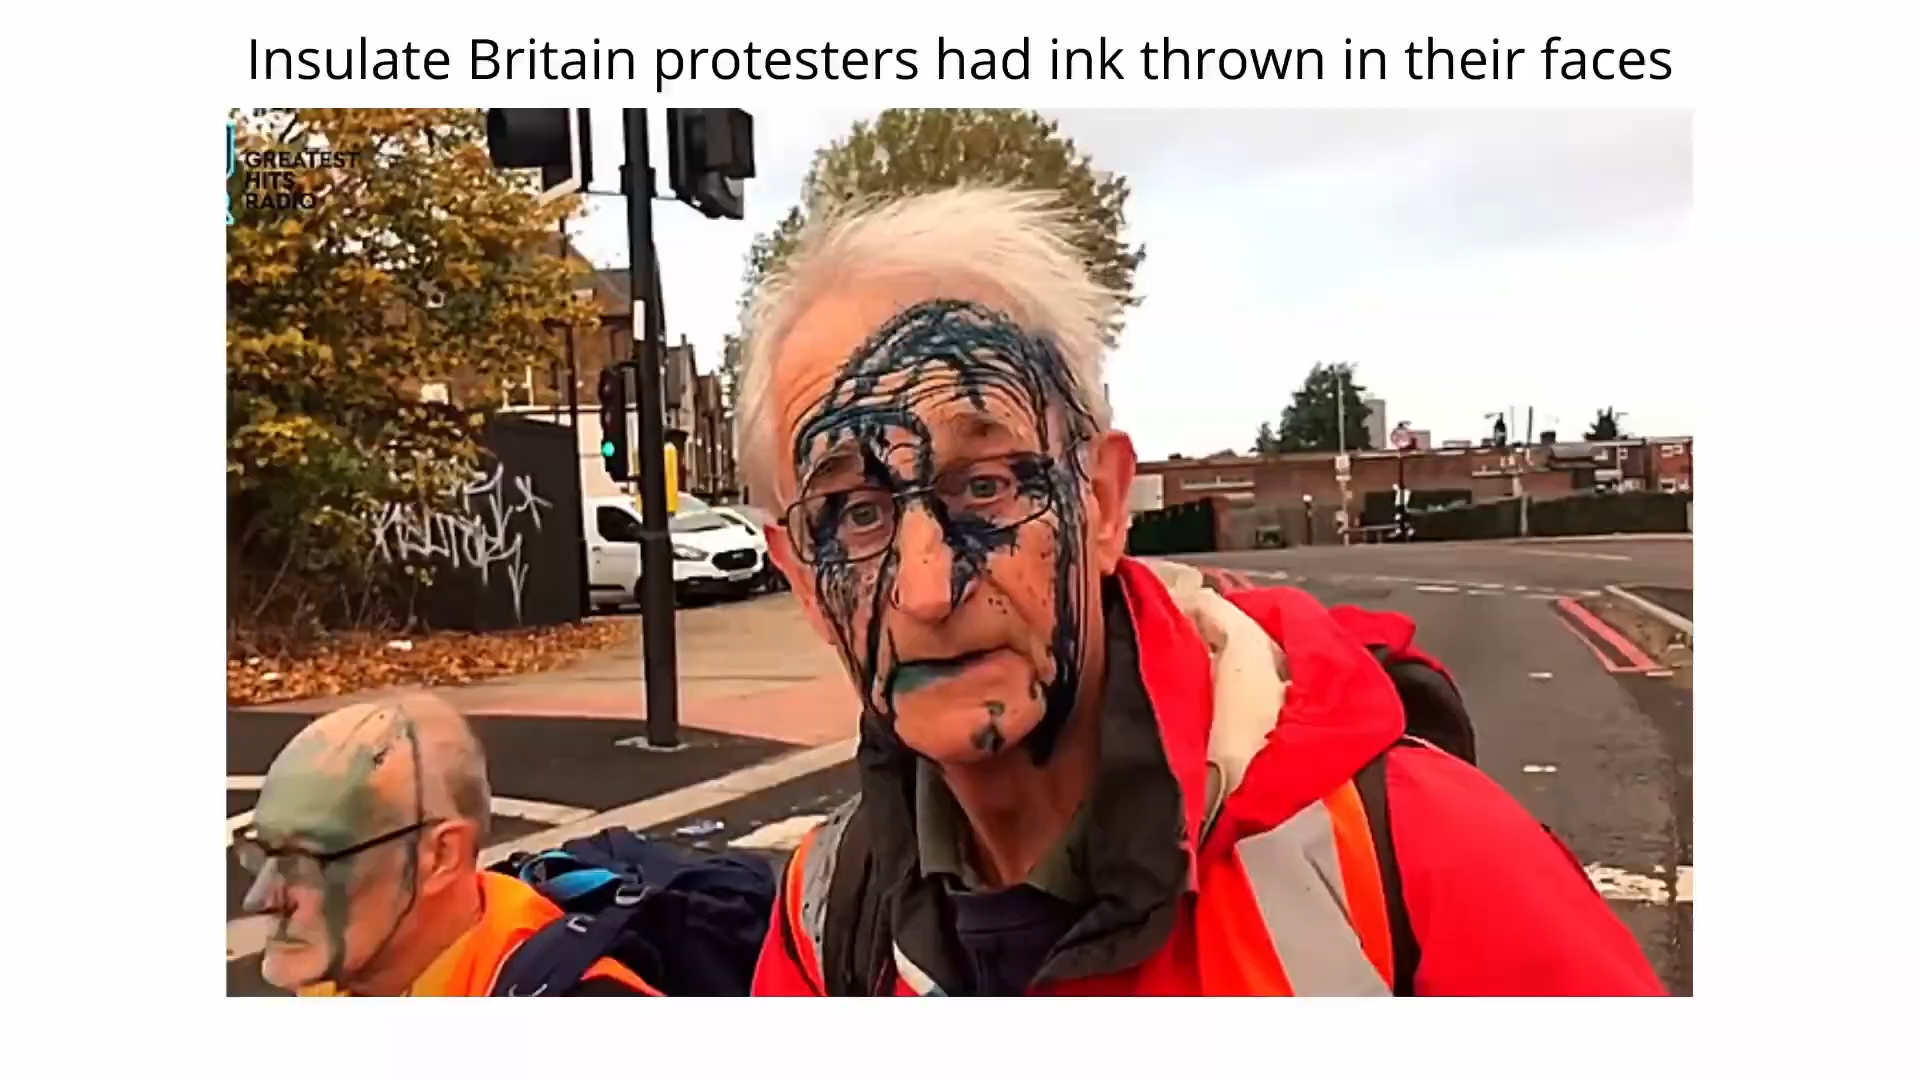 Insulate Britain protesters had ink thrown in their faces
GREATEST
HITS
RADIO